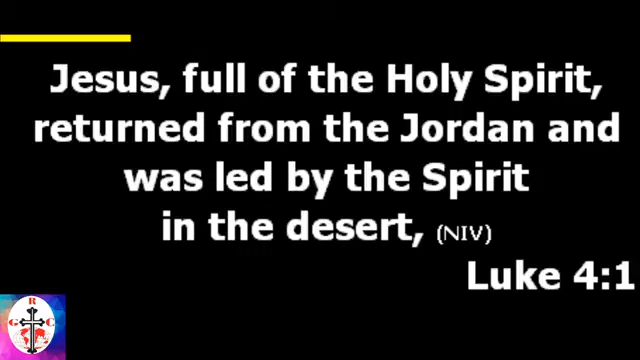 Jesus, full of the Holy Spirit,
returned from the Jordan and
was led by the Spirit
in the desert, (NIV)
Luke 4:1
R
G C